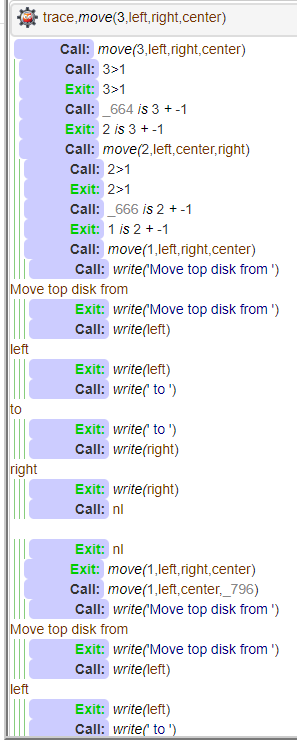 trace,move(3,left,right,center)
Call: move(3,left,right,center)
Call: 3>1
Exit: 3>1
Call: _664 is 3 + -1
Exit: 2 is 3 + -1
Call: move(2,left,center,right)
Call: 2>1
Exit: 2>1
Call: _666 is 2 + -1
Exit: 1 is 2 + -1
Call: move(1,left,right,center)
Call: write('Move top disk from ')
Move top disk from
Exit: write('Move top disk from ')
Call: write(left)
left
Exit: write(left)
Call: write(' to ')
to
Exit: write(' to ')
Call: write(right)
right
Exit: write(right)
Call: nl
Exit: nl
Exit: move(1,left,right,center)
Call: move(1,left,center,_796)
Call: write('Move top disk from ')
Move top disk from
Exit: write('Move top disk from ')
Call: write(left)
left
Exit: write(left)
Call: write(' to ')